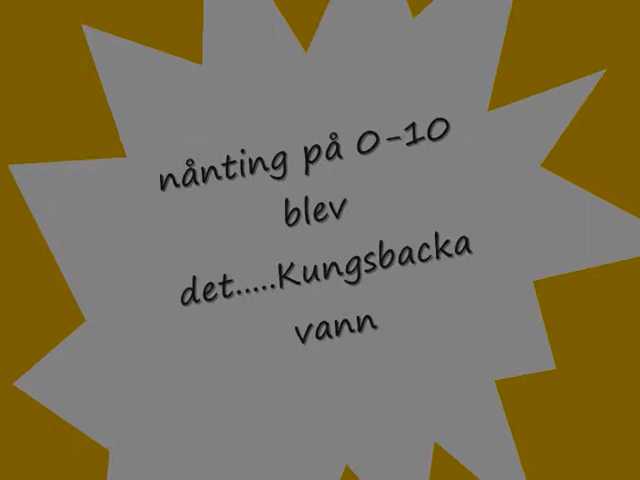 nånting på 0-10
blev
det.....Kungsbacka
vann